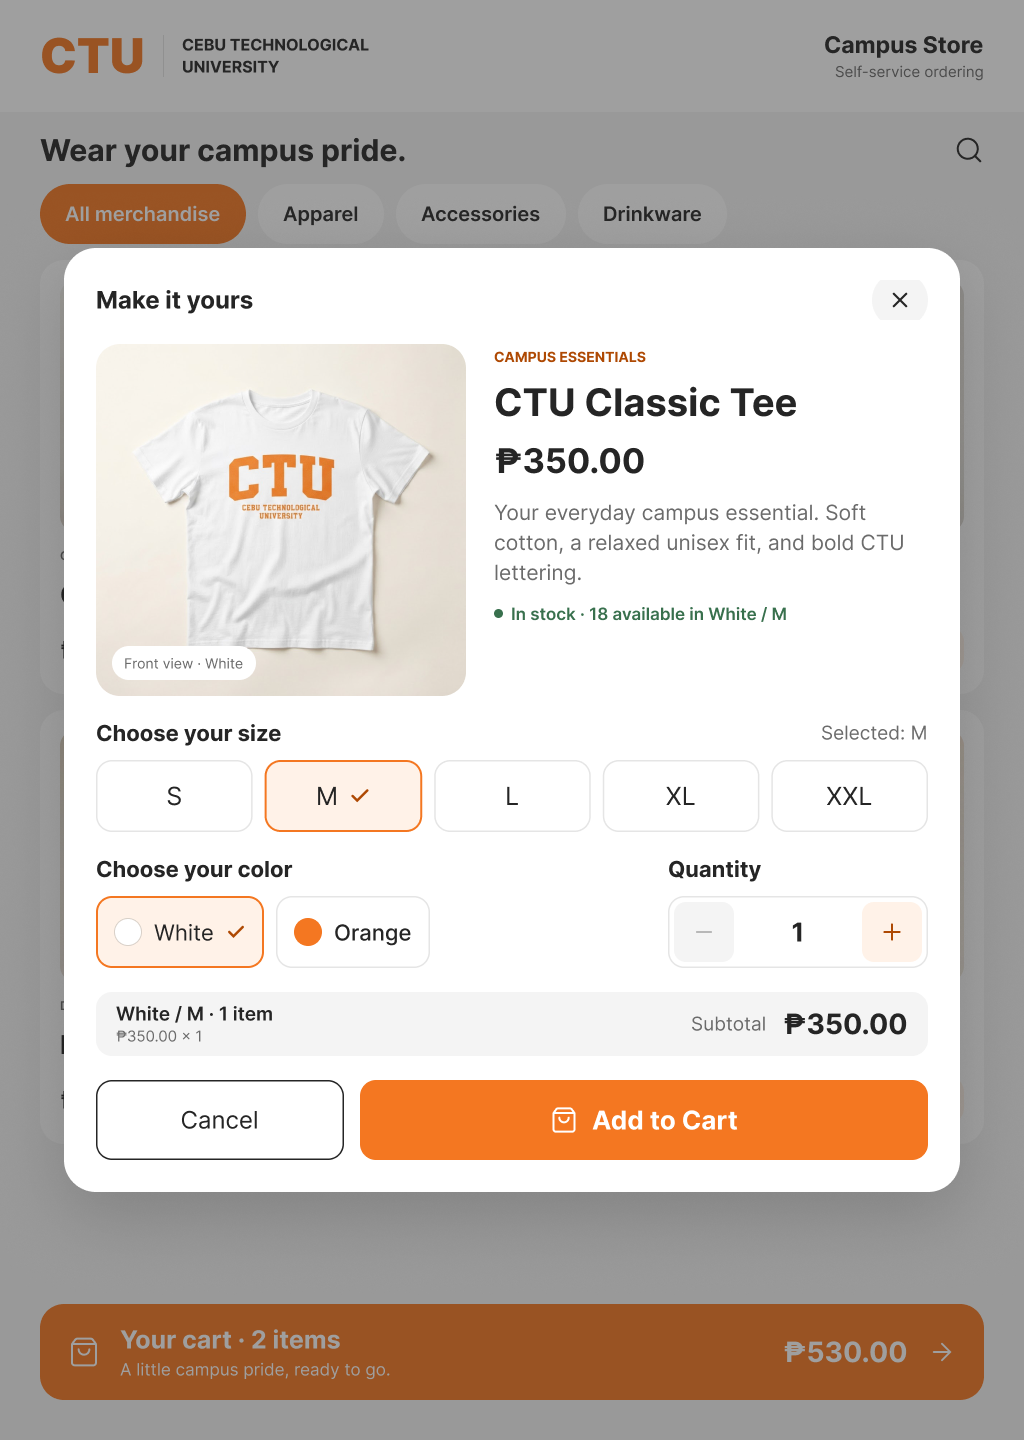 CTU
CEBU TECHNOLOGICAL
UNIVERSITY
Campus Store
Self-service ordering
Wear your campus pride.
All merchandise
Apparel
Accessories
Drinkware
Make it yours
CTU
CEBU TECHNOLOGICAL
UNIVERSITY
Front view · White
CAMPUS ESSENTIALS
CTU Classic Tee
₱350.00
Your everyday campus essential. Soft
cotton, a relaxed unisex fit, and bold CTU
lettering.
In stock · 18 available in White / M
Choose your size
Selected: M
S
M
L
XL
XXL
Choose your color
Quantity
White
Orange
1
White / M · 1 item
₱350.00 × 1
Subtotal ₱350.00
Cancel
Add to Cart
Your cart · 2 items
A little campus pride, ready to go.
₱530.00